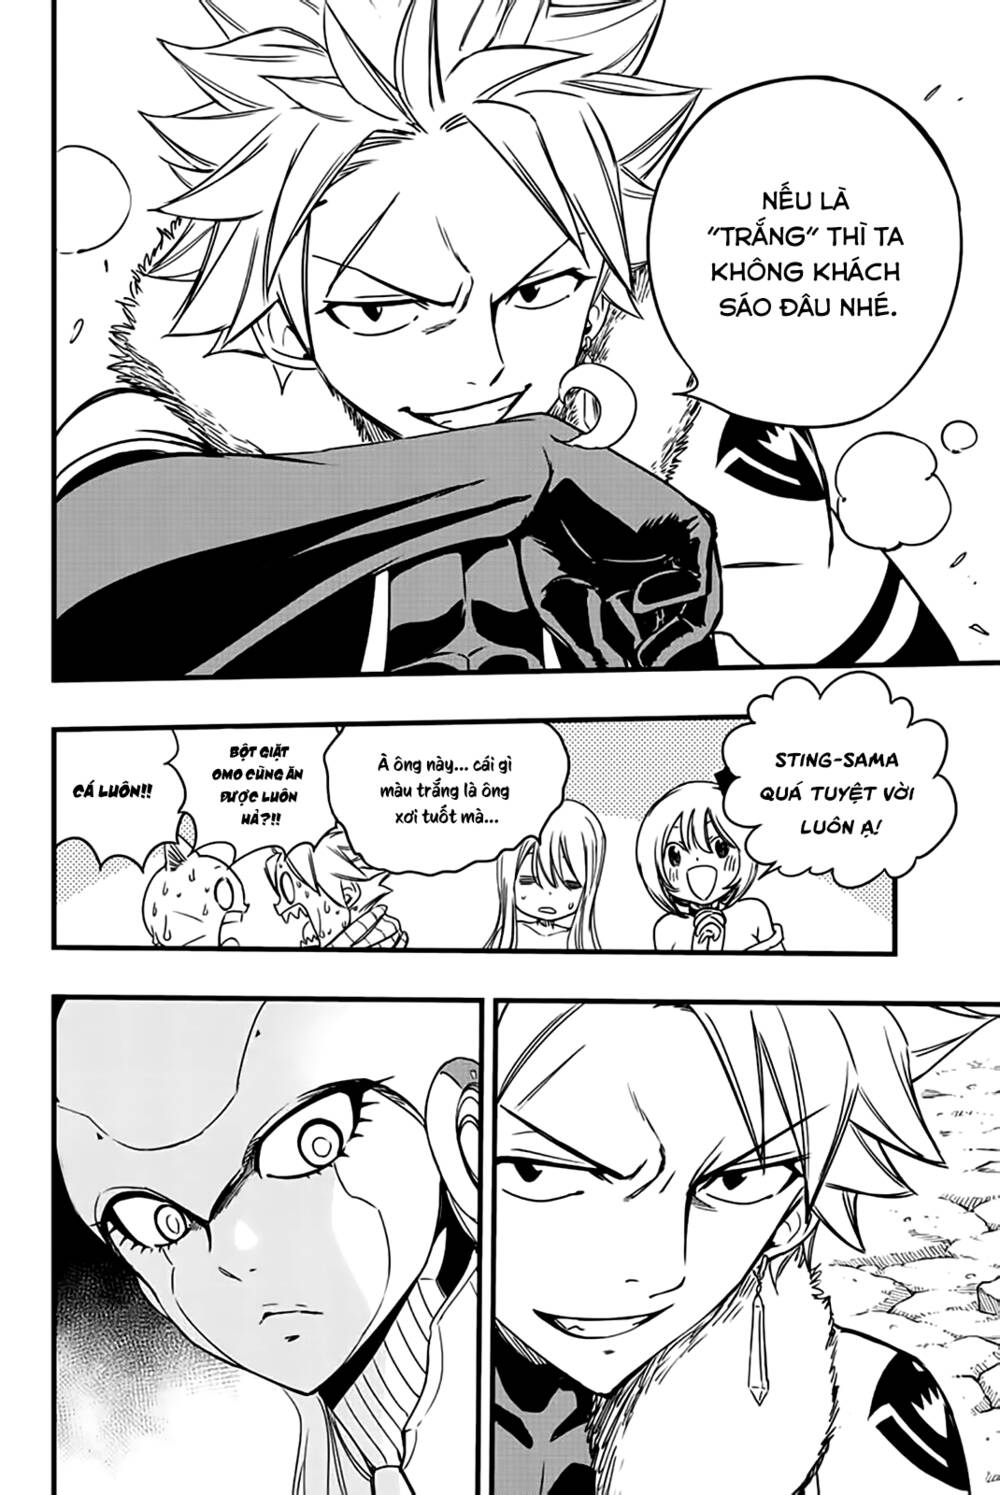 NẾU LÀ
"TRẮNG" THÌ TA
KHÔNG KHÁCH
SÁO ĐÂU NHÉ.
STING-SAMA
QUÁ TUYỆT VỜI
LUÔN Ạ!
À ông này... cái gì
màu trắng là ông
xơi tuốt mà...
BỘT GIẶT
OMO CŨNG ĂN
ĐƯỢC LUÔN
HẢ?!!
CÁ LUÔN!!